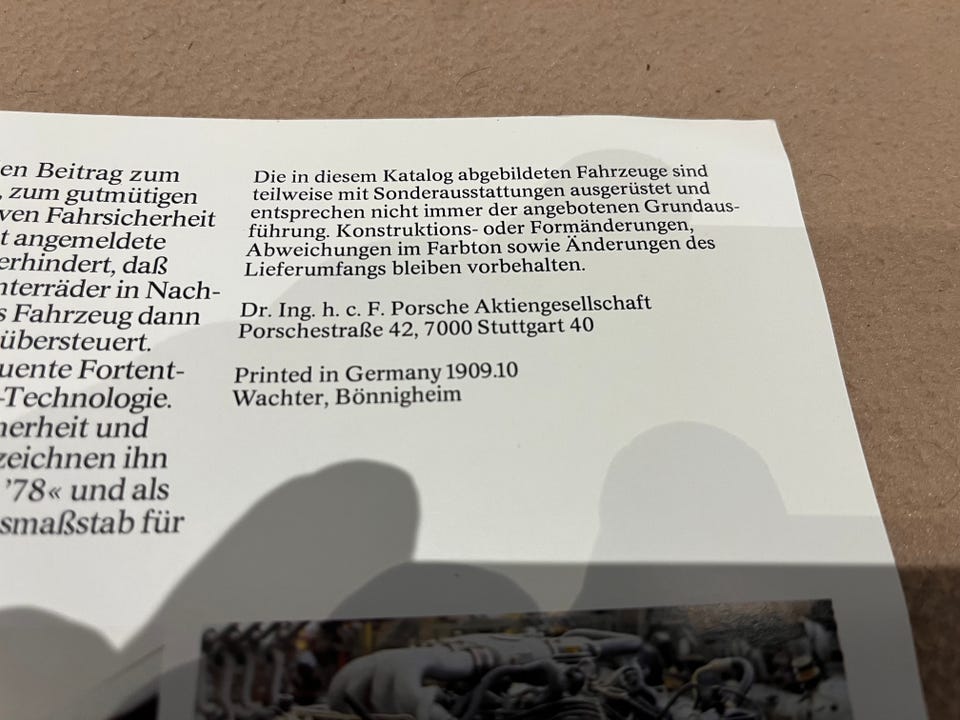 en Beitrag zum
, zum gutmütigen
ven Fahrsicherheit
t angemeldete
erhindert, daß
nterräder in Nach-
s Fahrzeug dann
übersteuert.
uente Fortent-
-Technologie.
herheit und
zeichnen ihn
’78« und als
smaßstab für
Die in diesem Katalog abgebildeten Fahrzeuge sind
teilweise mit Sonderausstattungen ausgerüstet und
entsprechen nicht immer der angebotenen Grundaus-
führung. Konstruktions- oder Formänderungen,
Abweichungen im Farbton sowie Änderungen des
Lieferumfangs bleiben vorbehalten.
Dr. Ing. h. c. F. Porsche Aktiengesellschaft
Porschestraße 42, 7000 Stuttgart 40
Printed in Germany 1909.10
Wachter, Bönnigheim